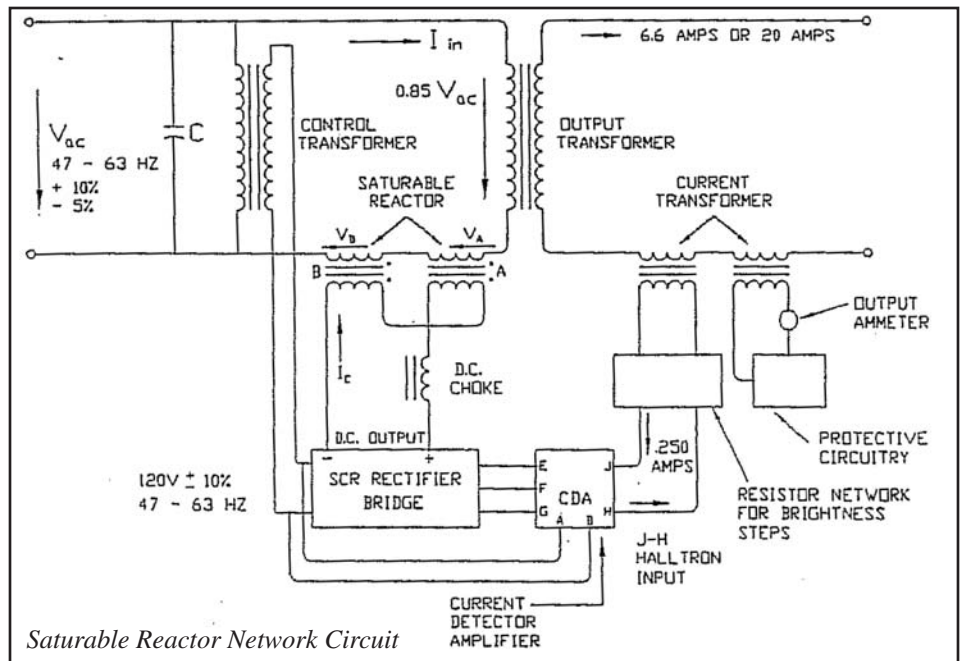 I in
6.6 AMPS OR 20 AMPS
0.85 Vac
Vac
47 - 63 HZ
+ 10%
- 5%
C
CONTROL
TRANSFORMER
OUTPUT
TRANSFORMER
SATURABLE
REACTOR
CURRENT
TRANSFORMER
VB
VA
B
A
OUTPUT
AMMETER
Ic
D.C.
CHOKE
D.C. OUTPUT
- +
PROTECTIVE
CIRCUITRY
.250
AMPS
120V ± 10%
47 - 63 HZ
SCR RECTIFIER
BRIDGE
E
F
G
CDA
A
B
J
H
RESISTOR NETWORK
FOR BRIGHTNESS
STEPS
J-H
HALLTRON
INPUT
CURRENT
DETECTOR
AMPLIFIER
Saturable Reactor Network Circuit